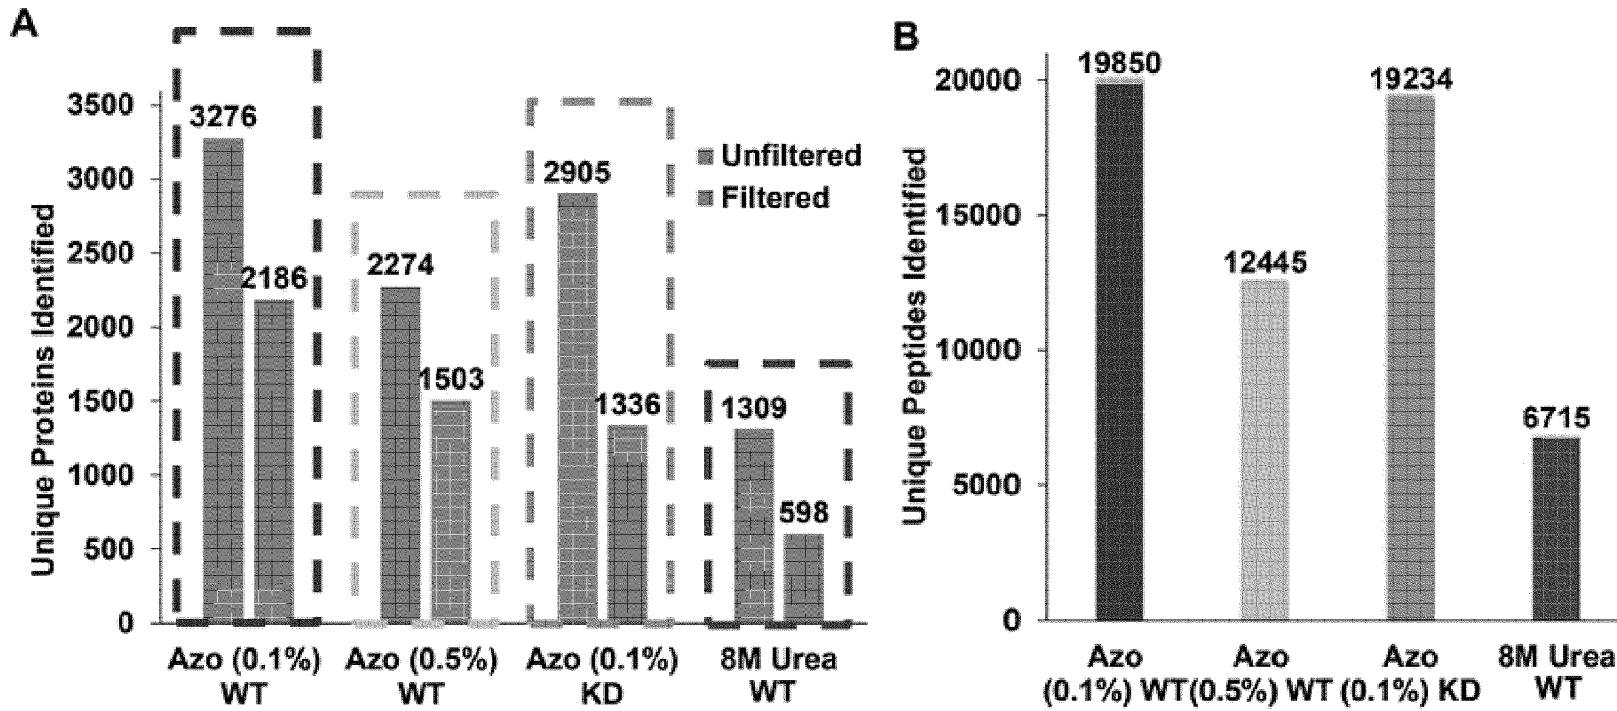 A
Unique Proteins Identified
3500
3000
2500
2000
1500
1000
500
0
3276
2186
2274
1503
2905
1336
1309
598
Unfiltered
Filtered
Azo (0.1%)
WT
Azo (0.5%)
WT
Azo (0.1%)
KD
8M Urea
WT
B
Unique Peptides Identified
20000
15000
10000
5000
0
19850
12445
19234
6715
Azo
(0.1%) WT
Azo
(0.5%) WT
Azo
(0.1%) KD
8M Urea
WT